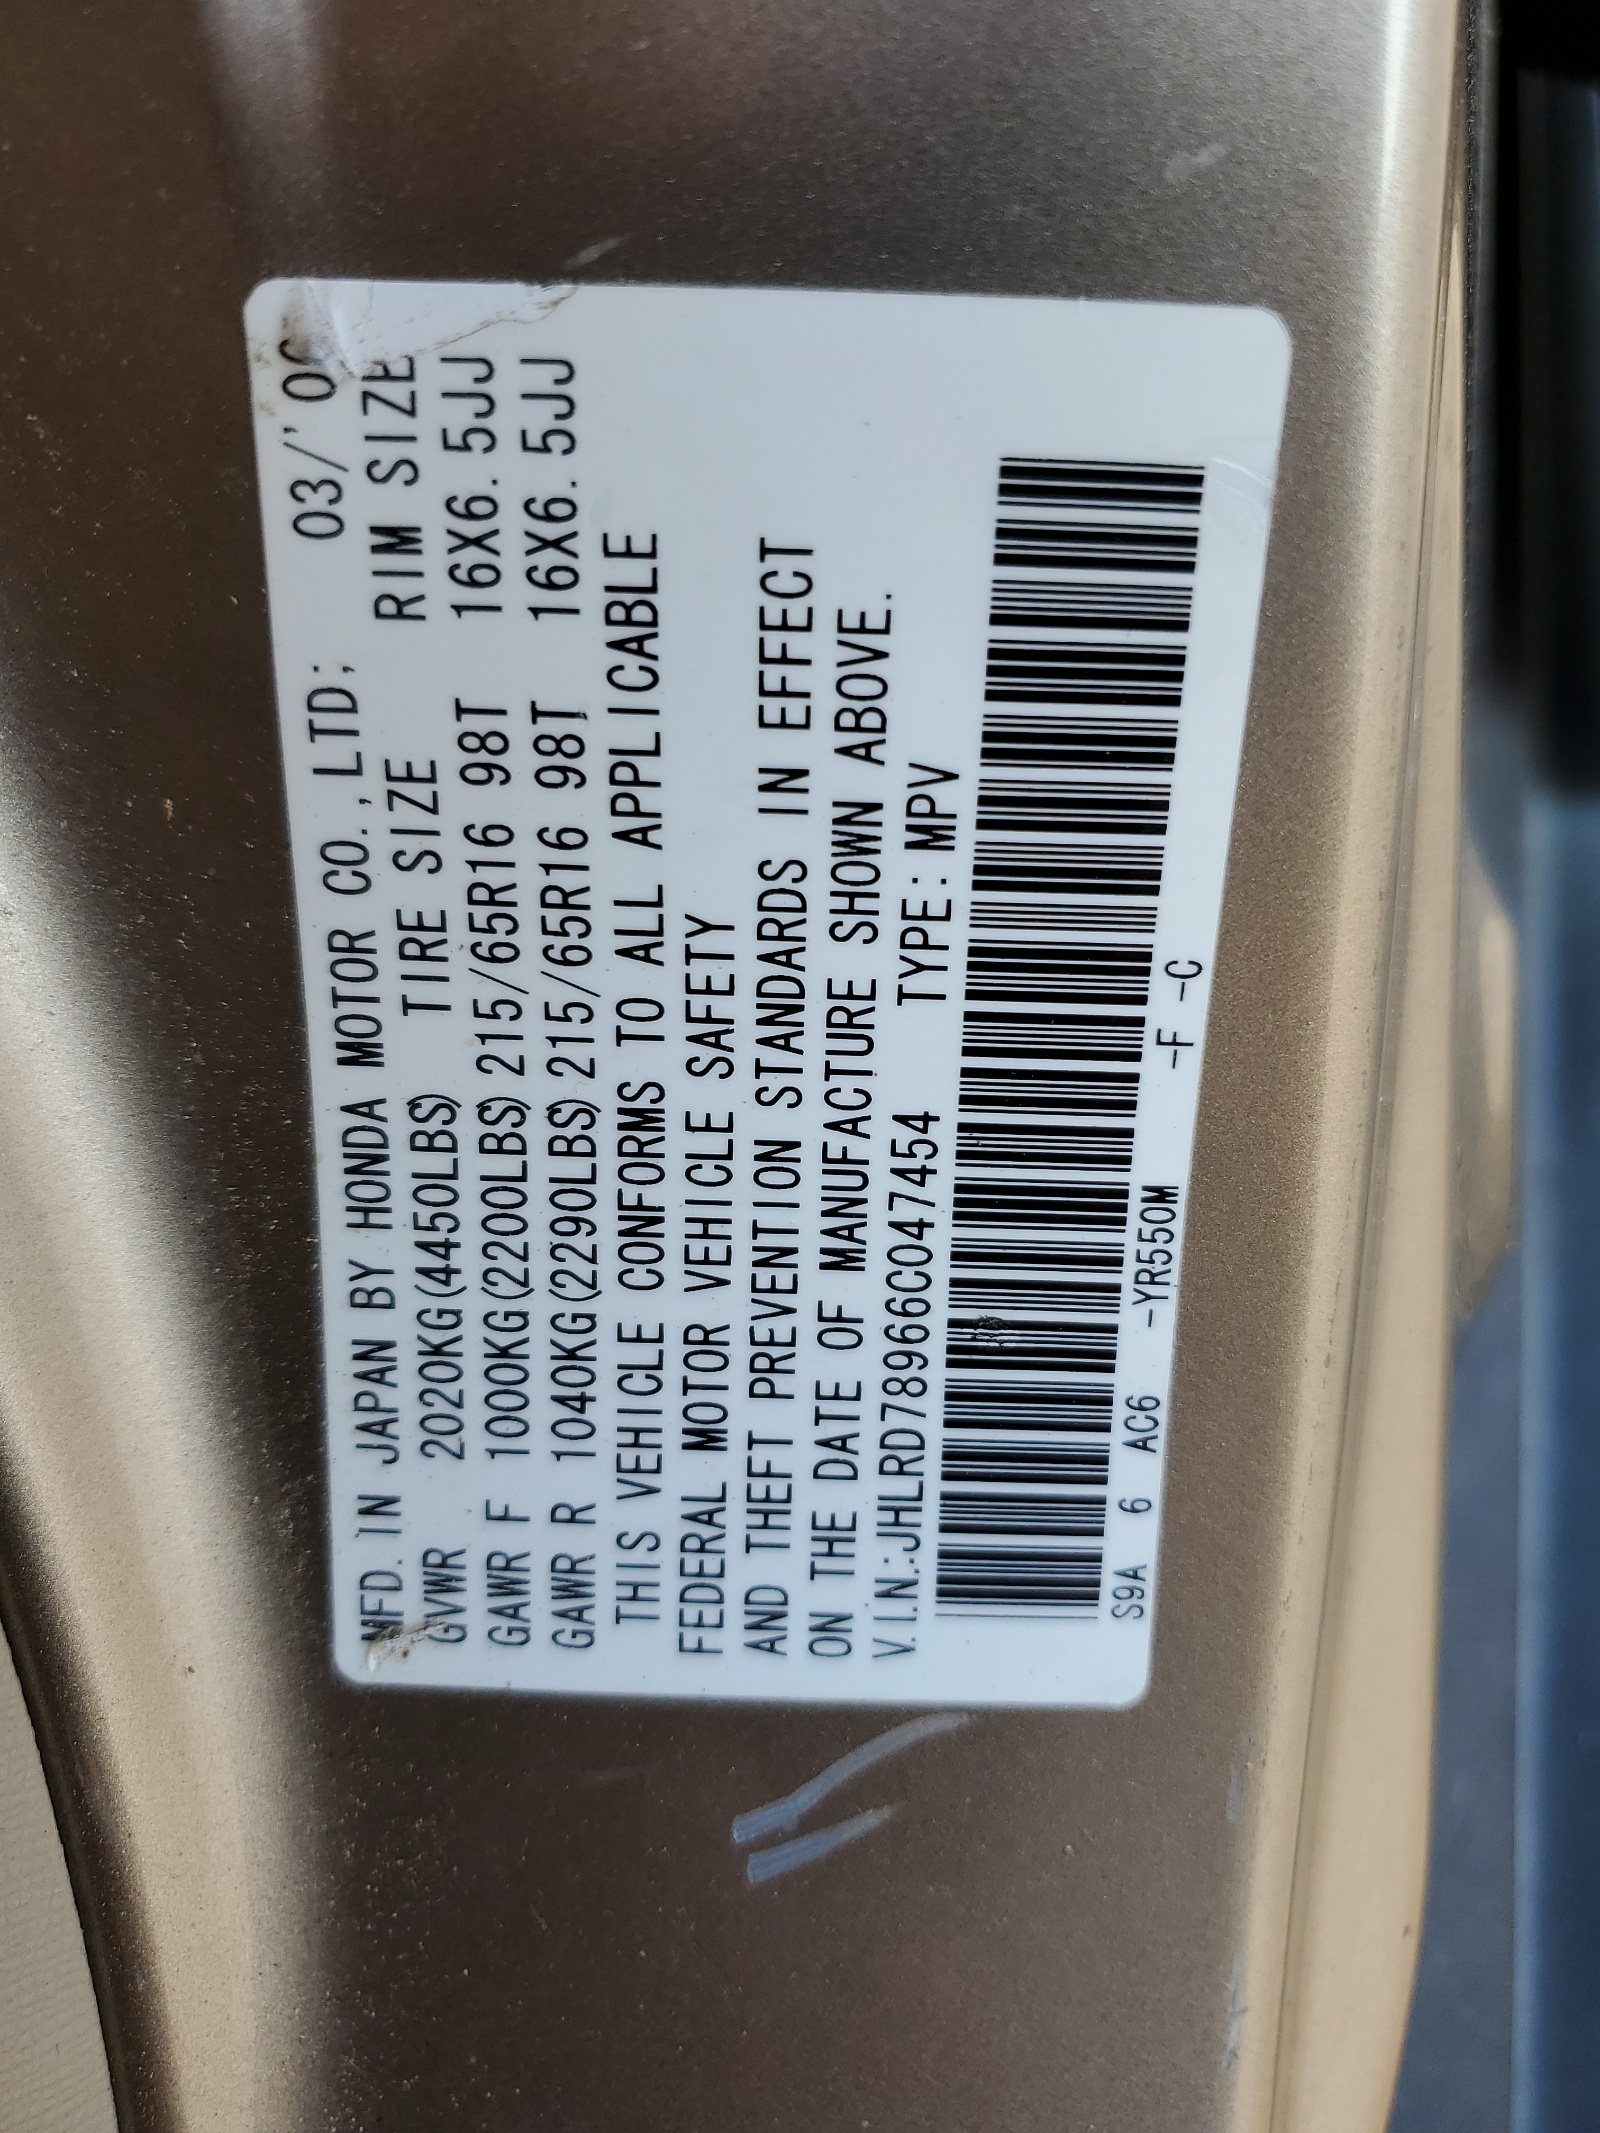 MFD. IN JAPAN BY HONDA MOTOR CO.,LTD; 03/'0
GVWR 2020KG(4450LBS) TIRE SIZE RIM SIZE
GAWR F 1000KG(2200LBS) 215/65R16 98T 16X6.5JJ
GAWR R 1040KG(2290LBS) 215/65R16 98T 16X6.5JJ
THIS VEHICLE CONFORMS TO ALL APPLICABLE
FEDERAL MOTOR VEHICLE SAFETY
AND THEFT PREVENTION STANDARDS IN EFFECT
ON THE DATE OF MANUFACTURE SHOWN ABOVE.
V.I.N.:JHLRD78966C047454 TYPE:MPV
S9A 6 AC6 -YR550M -F -C